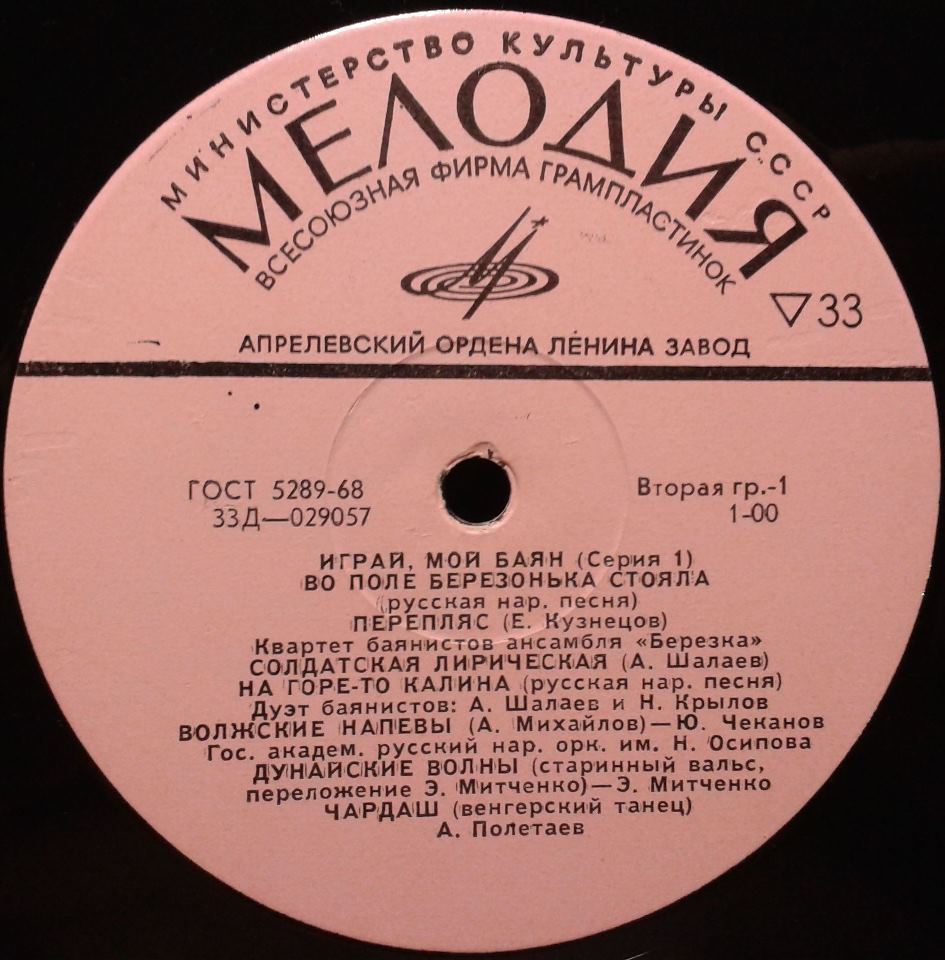 МИНИСТЕРСТВО КУЛЬТУРЫ СССР
МЕЛОДИЯ
ВСЕСОЮЗНАЯ ФИРМА ГРАМПЛАСТИНОК
33
АПРЕЛЕВСКИЙ ОРДЕНА ЛЕНИНА ЗАВОД
ГОСТ 5289-68
33Д—029057
Вторая гр.-1
1-00
ИГРАЙ, МОЙ БАЯН (Серия 1)
ВО ПОЛЕ БЕРЕЗОНЬКА СТОЯЛА
(русская нар. песня)
ПЕРЕПЛЯС (Е. Кузнецов)
Квартет баянистов ансамбля «Березка»
СОЛДАТСКАЯ ЛИРИЧЕСКАЯ (А. Шалаев)
НА ГОРЕ-ТО КАЛИНА (русская нар. песня)
Дуэт баянистов: А. Шалаев и Н. Крылов
ВОЛЖСКИЕ НАПЕВЫ (А. Михайлов)—Ю. Чеканов
Гос. академ. русский нар. орк. им. Н. Осипова
ДУНАЙСКИЕ ВОЛНЫ (старинный вальс,
переложение Э. Митченко)—Э. Митченко
ЧАРДАШ (венгерский танец)
А. Полетаев